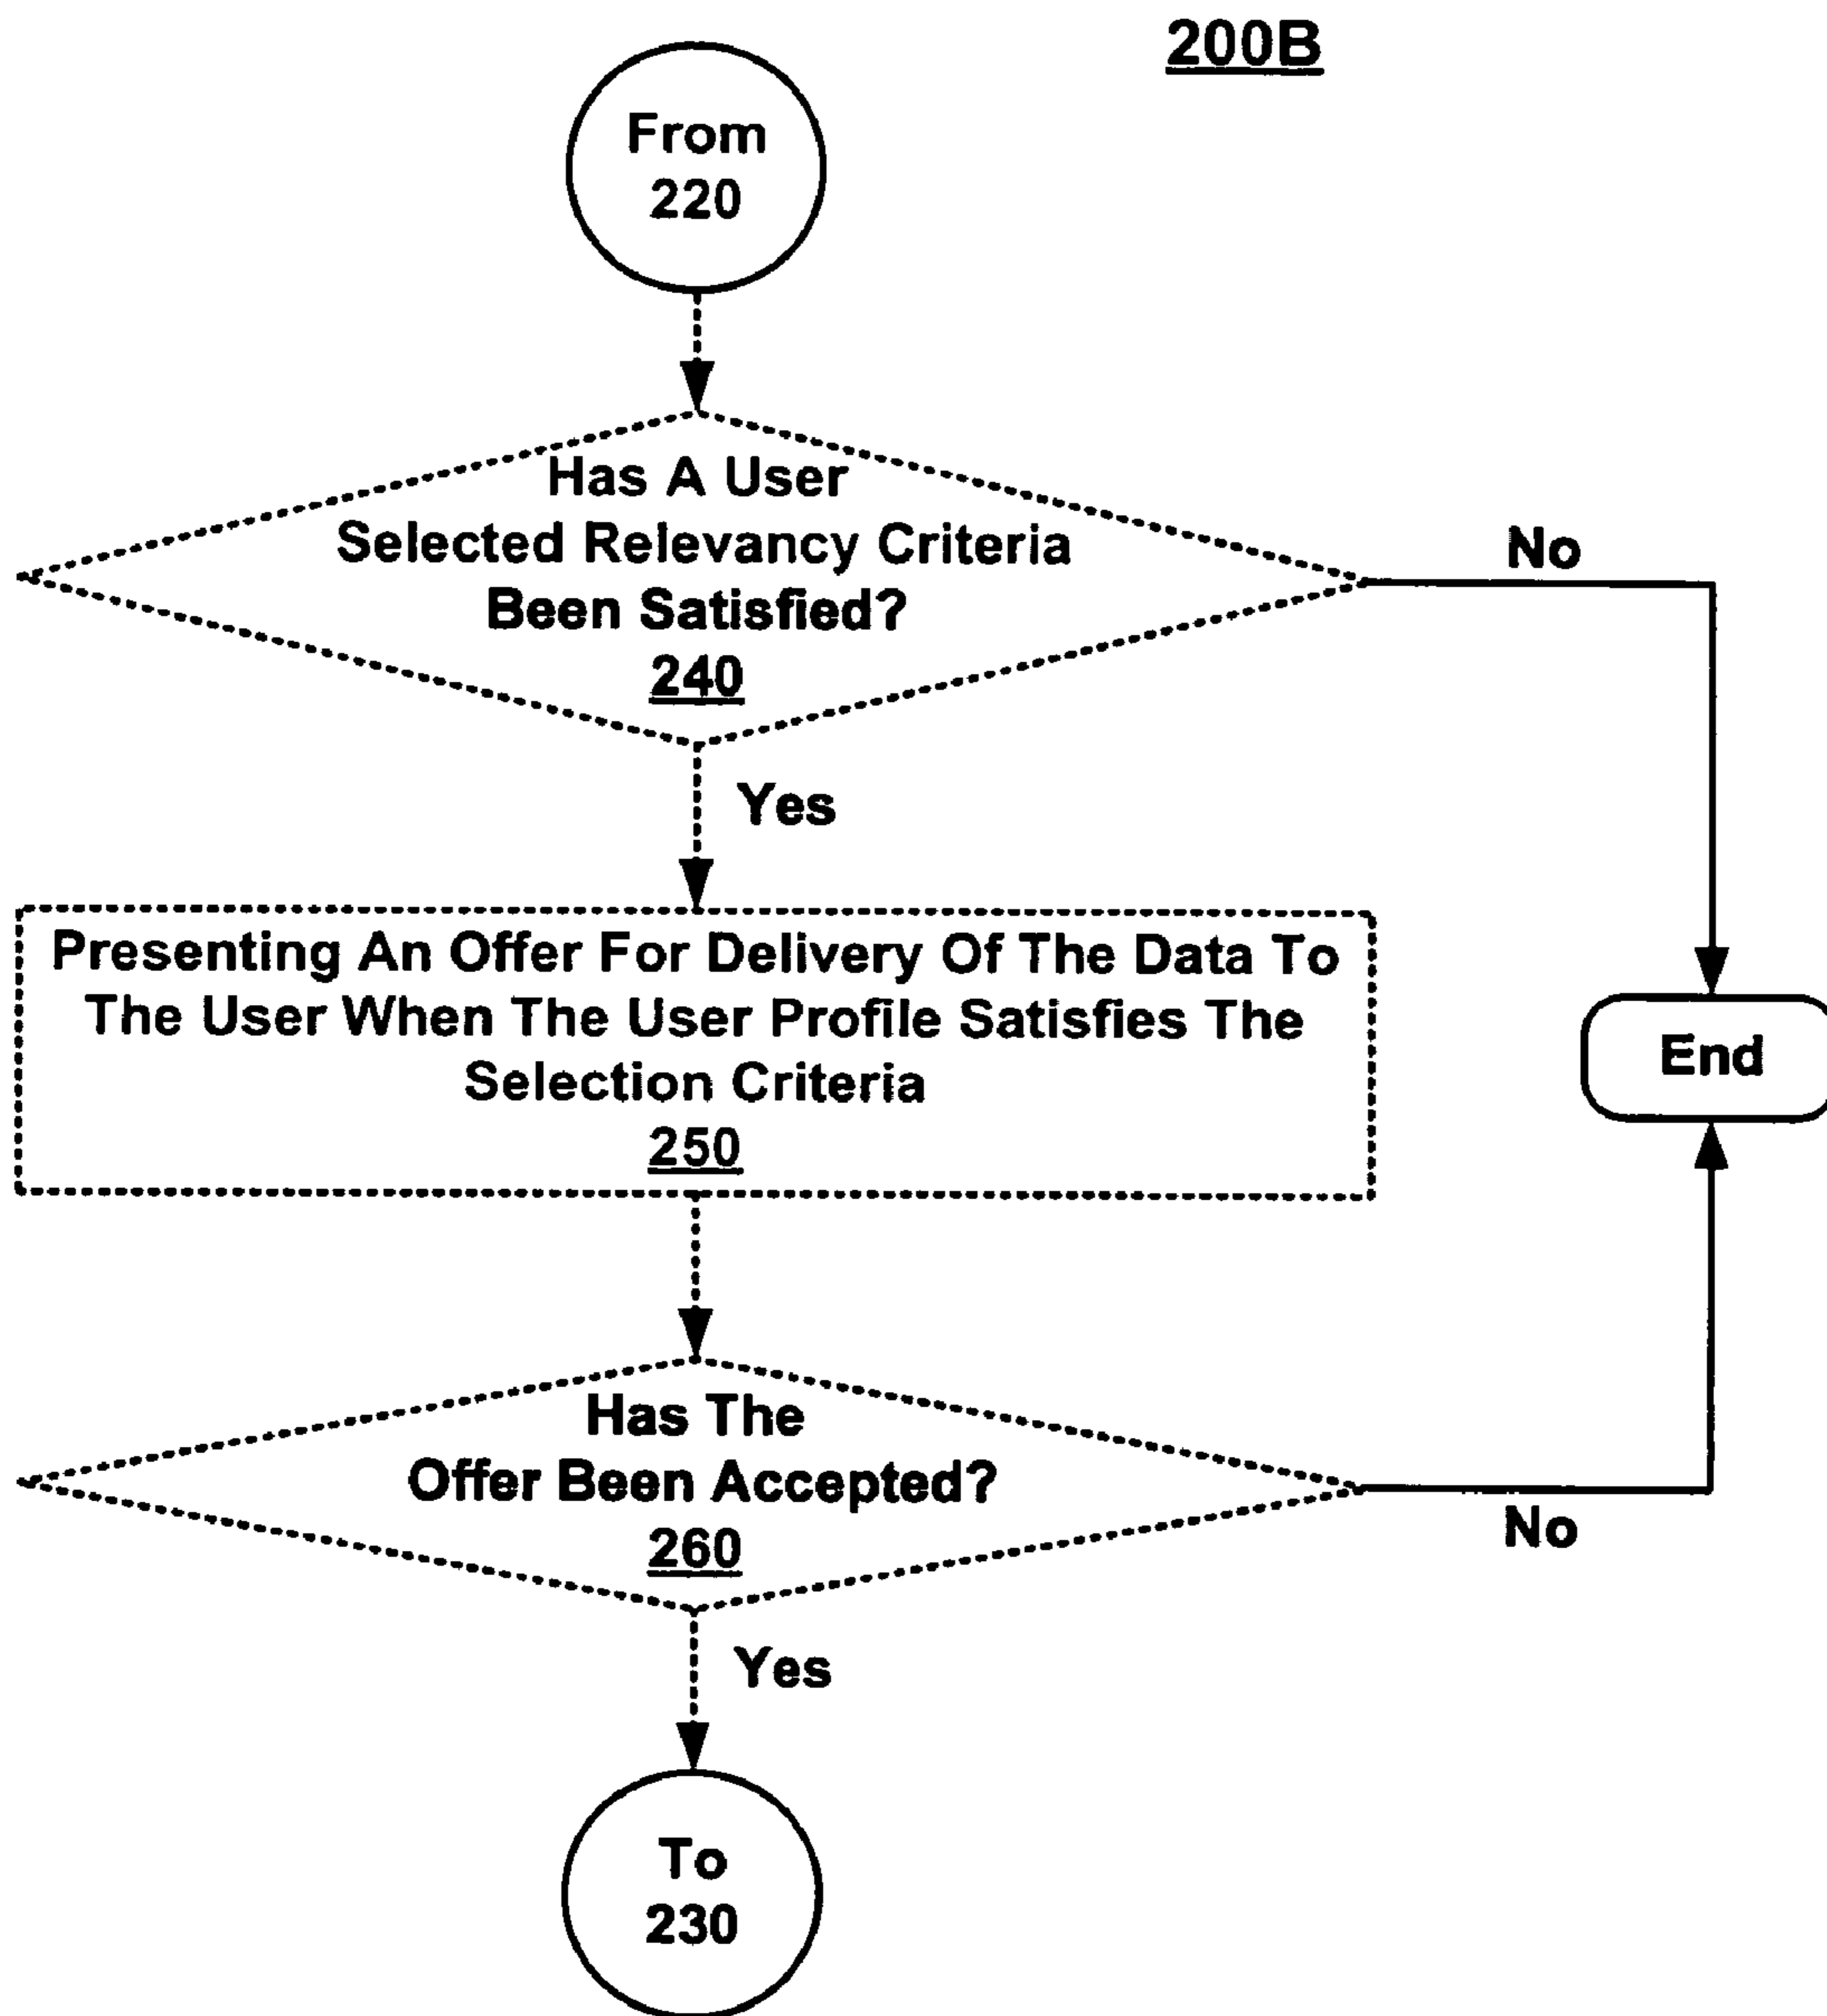 200B
From
220
Has A User
Selected Relevancy Criteria
Been Satisfied?
240
No
Yes
Presenting An Offer For Delivery Of The Data To
The User When The User Profile Satisfies The
Selection Criteria
250
End
Has The
Offer Been Accepted?
260
No
Yes
To
230